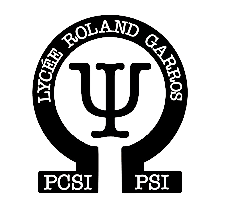 LYCÉE ROLAND GARROS
Ψ
PCSI PSI